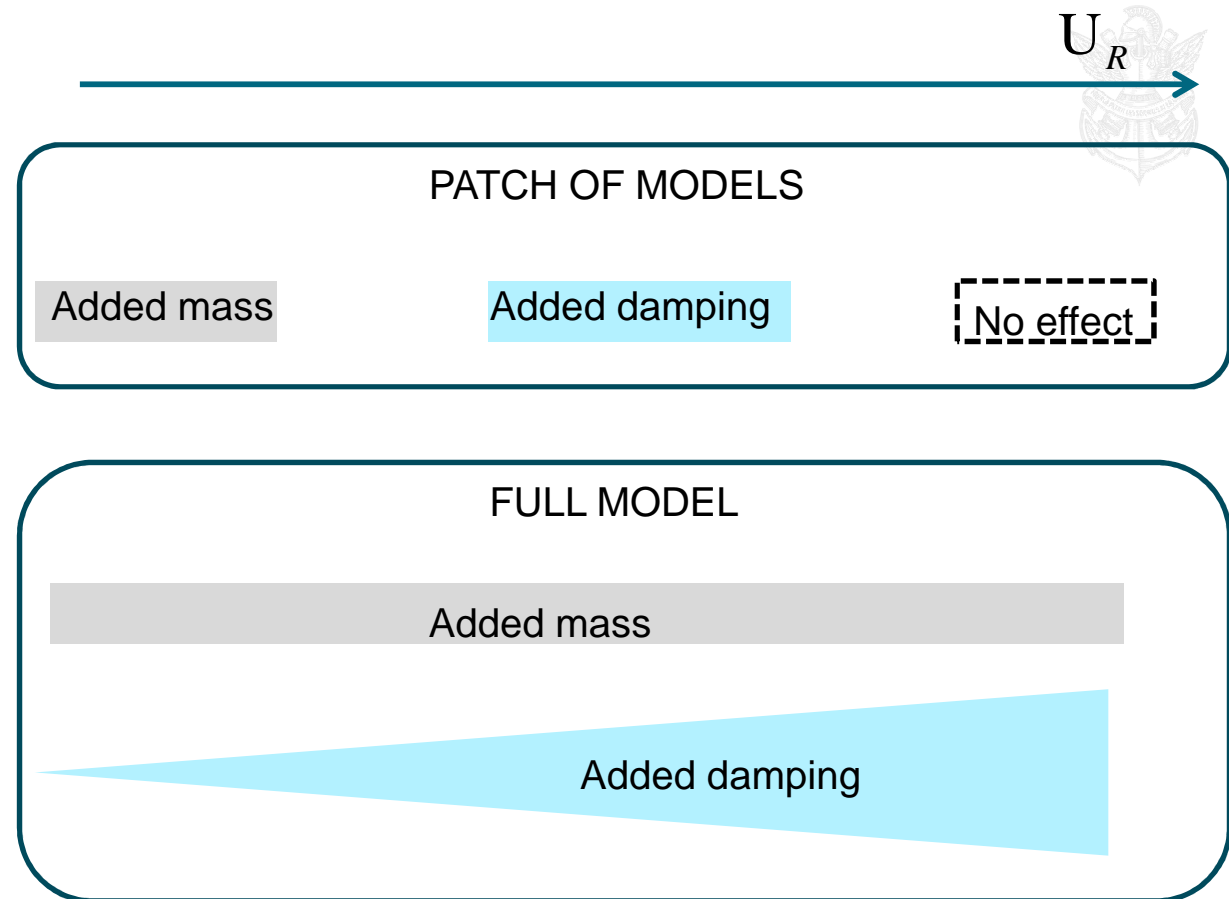 U_R
PATCH OF MODELS
Added mass
Added damping
No effect
FULL MODEL
Added mass
Added damping